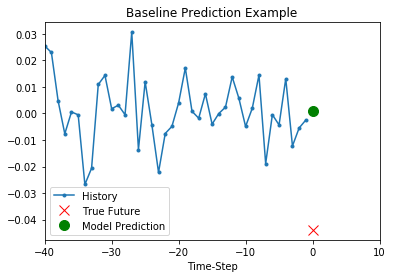 Baseline Prediction Example
0.03
0.02
0.01
0.00
−0.01
−0.02
−0.03
−0.04
History
True Future
Model Prediction
−40
−30
−20
−10
0
10
Time-Step